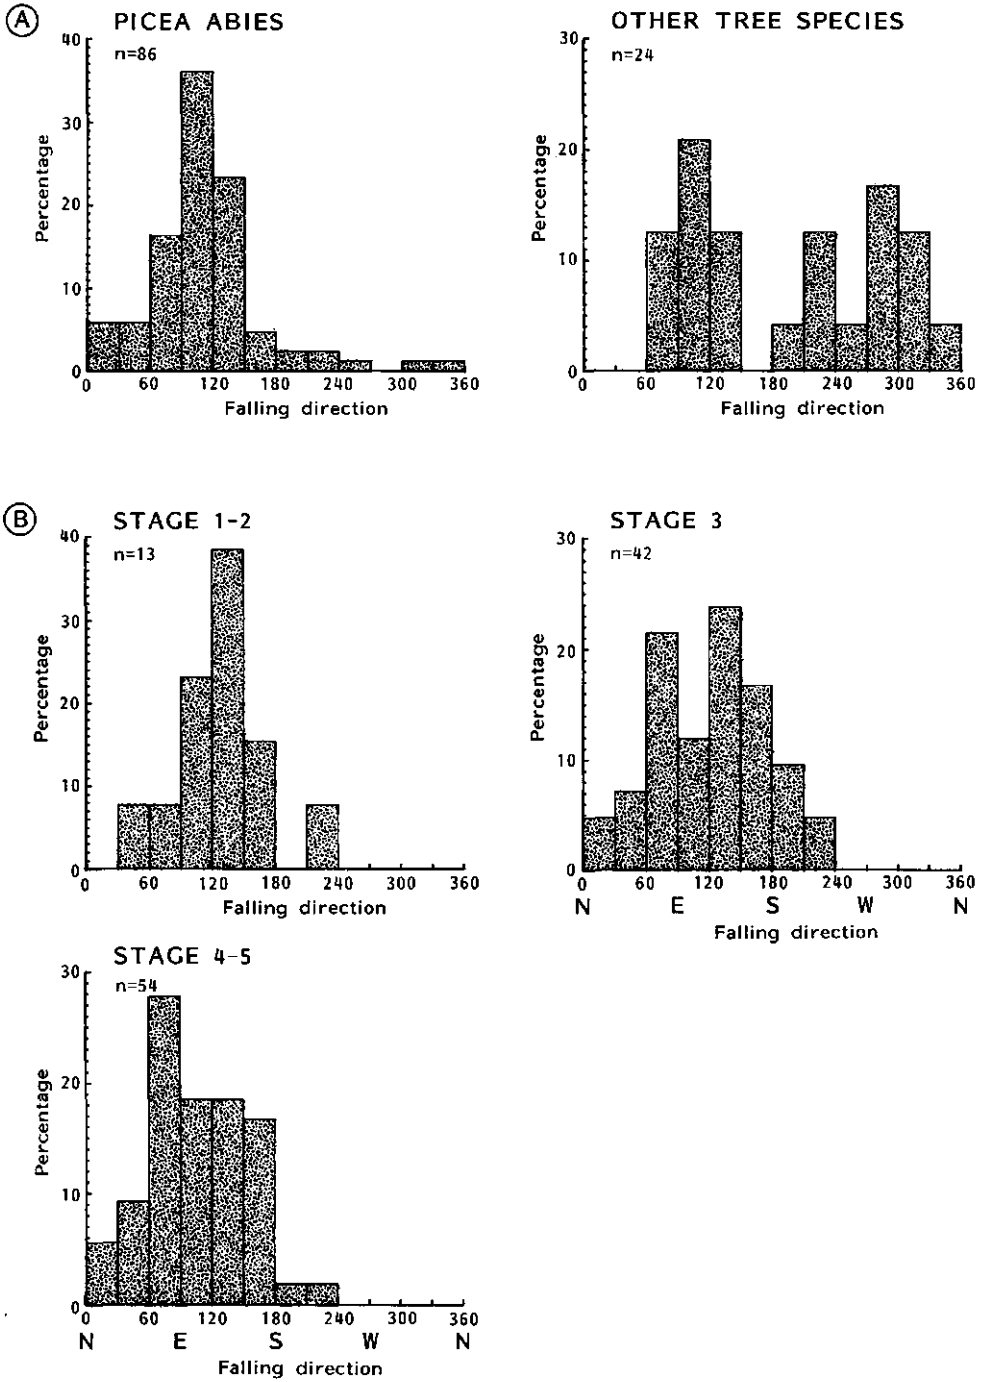 A PICEA ABIES
n=86
Percentage
40
30
20
10
0
0 60 120 180 240 300 360
Falling direction
OTHER TREE SPECIES
n=24
Percentage
30
20
10
0
0 60 120 180 240 300 360
Falling direction
B STAGE 1-2
n=13
Percentage
40
30
20
10
0
0 60 120 180 240 300 360
Falling direction
STAGE 3
n=42
Percentage
30
20
10
0
0 60 120 180 240 300 360
N E S W N
Falling direction
STAGE 4-5
n=54
Percentage
30
20
10
0
0 60 120 180 240 300 360
N E S W N
Falling direction